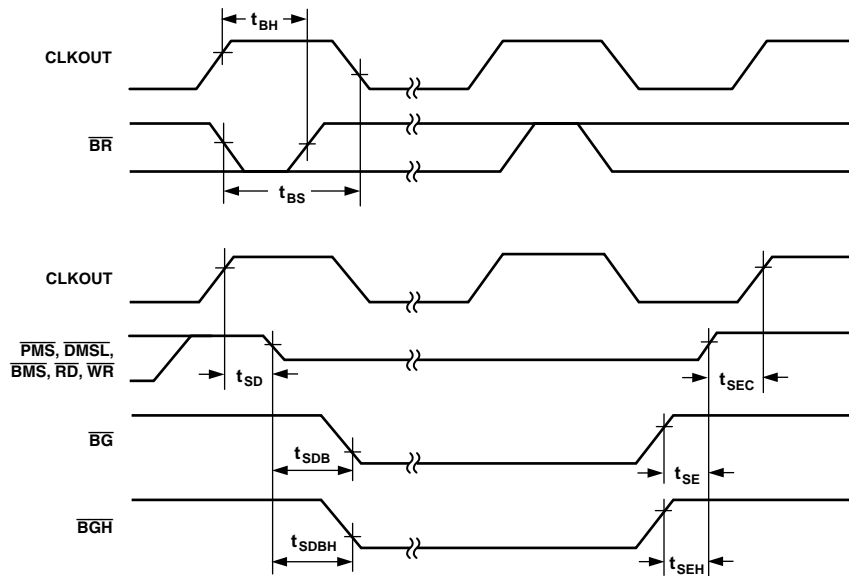 tBH
CLKOUT
BR
tBS
CLKOUT
PMS, DMSL,
BMS, RD, WR
tSD
tSEC
BG
tSDB
tSE
BGH
tSDBH
tSEH